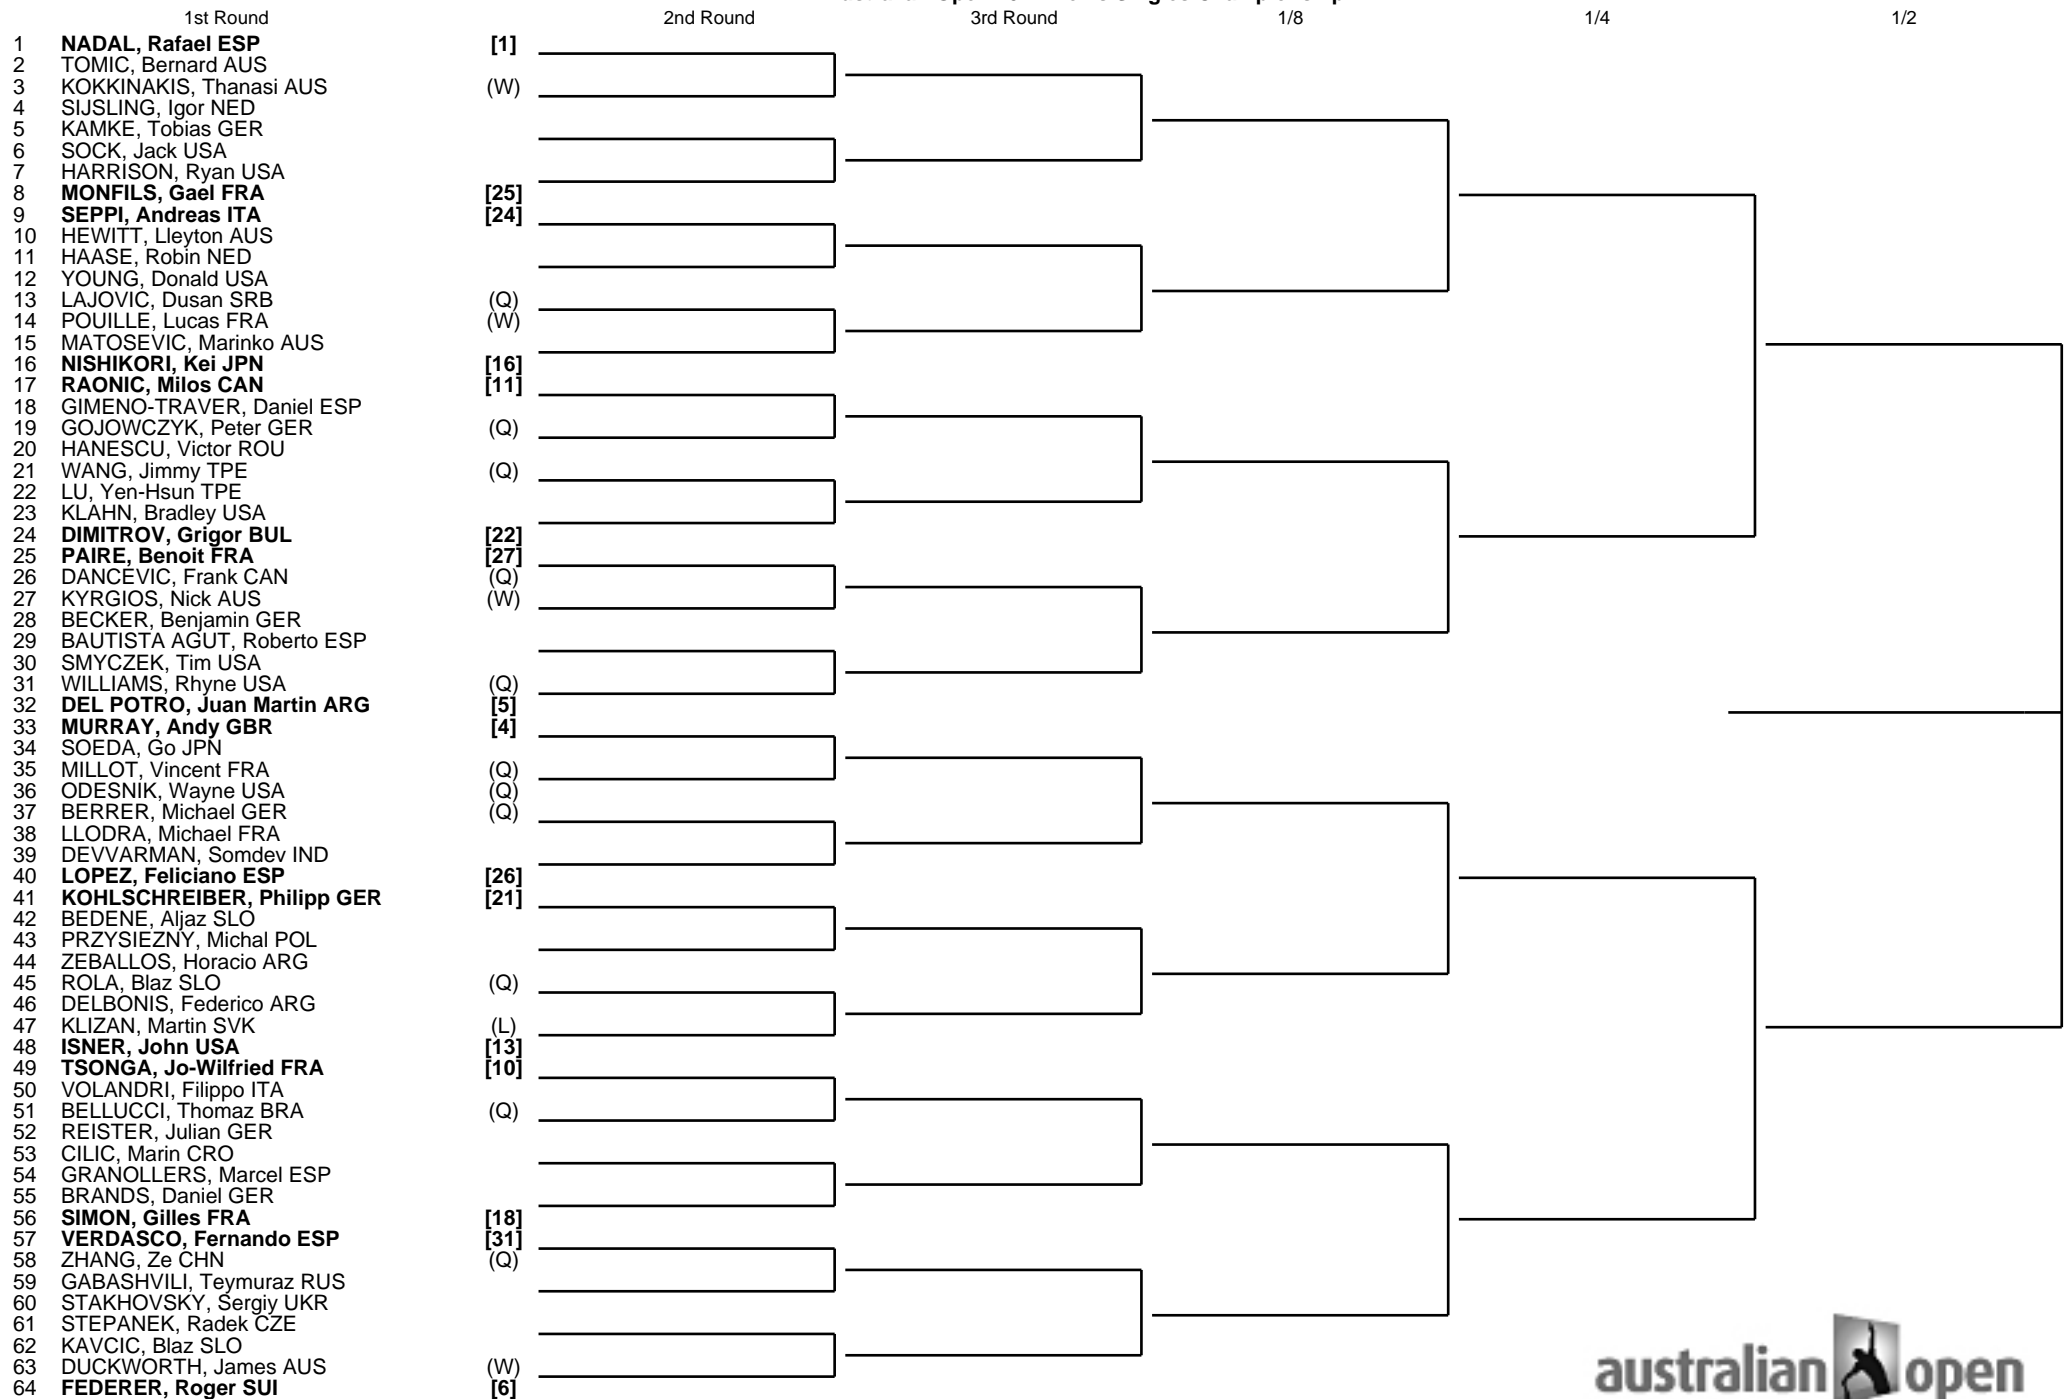 1st Round 2nd Round 3rd Round 1/8 1/4 1/2
1 NADAL, Rafael ESP [1]
2 TOMIC, Bernard AUS
3 KOKKINAKIS, Thanasi AUS (W)
4 SIJSLING, Igor NED
5 KAMKE, Tobias GER
6 SOCK, Jack USA
7 HARRISON, Ryan USA
8 MONFILS, Gael FRA [25]
9 SEPPI, Andreas ITA [24]
10 HEWITT, Lleyton AUS
11 HAASE, Robin NED
12 YOUNG, Donald USA
13 LAJOVIC, Dusan SRB (Q)
14 POUILLE, Lucas FRA (W)
15 MATOSEVIC, Marinko AUS
16 NISHIKORI, Kei JPN [16]
17 RAONIC, Milos CAN [11]
18 GIMENO-TRAVER, Daniel ESP
19 GOJOWCZYK, Peter GER (Q)
20 HANESCU, Victor ROU
21 WANG, Jimmy TPE (Q)
22 LU, Yen-Hsun TPE
23 KLAHN, Bradley USA
24 DIMITROV, Grigor BUL [22]
25 PAIRE, Benoit FRA [27]
26 DANCEVIC, Frank CAN (Q)
27 KYRGIOS, Nick AUS (W)
28 BECKER, Benjamin GER
29 BAUTISTA AGUT, Roberto ESP
30 SMYCZEK, Tim USA
31 WILLIAMS, Rhyne USA (Q)
32 DEL POTRO, Juan Martin ARG [5]
33 MURRAY, Andy GBR [4]
34 SOEDA, Go JPN
35 MILLOT, Vincent FRA (Q)
36 ODESNIK, Wayne USA (Q)
37 BERRER, Michael GER (Q)
38 LLODRA, Michael FRA
39 DEVVARMAN, Somdev IND
40 LOPEZ, Feliciano ESP [26]
41 KOHLSCHREIBER, Philipp GER [21]
42 BEDENE, Aljaz SLO
43 PRZYSIEZNY, Michal POL
44 ZEBALLOS, Horacio ARG
45 ROLA, Blaz SLO (Q)
46 DELBONIS, Federico ARG
47 KLIZAN, Martin SVK (L)
48 ISNER, John USA [13]
49 TSONGA, Jo-Wilfried FRA [10]
50 VOLANDRI, Filippo ITA
51 BELLUCCI, Thomaz BRA (Q)
52 REISTER, Julian GER
53 CILIC, Marin CRO
54 GRANOLLERS, Marcel ESP
55 BRANDS, Daniel GER
56 SIMON, Gilles FRA [18]
57 VERDASCO, Fernando ESP [31]
58 ZHANG, Ze CHN (Q)
59 GABASHVILI, Teymuraz RUS
60 STAKHOVSKY, Sergiy UKR
61 STEPANEK, Radek CZE
62 KAVCIC, Blaz SLO
63 DUCKWORTH, James AUS (W)
64 FEDERER, Roger SUI [6]
australian open